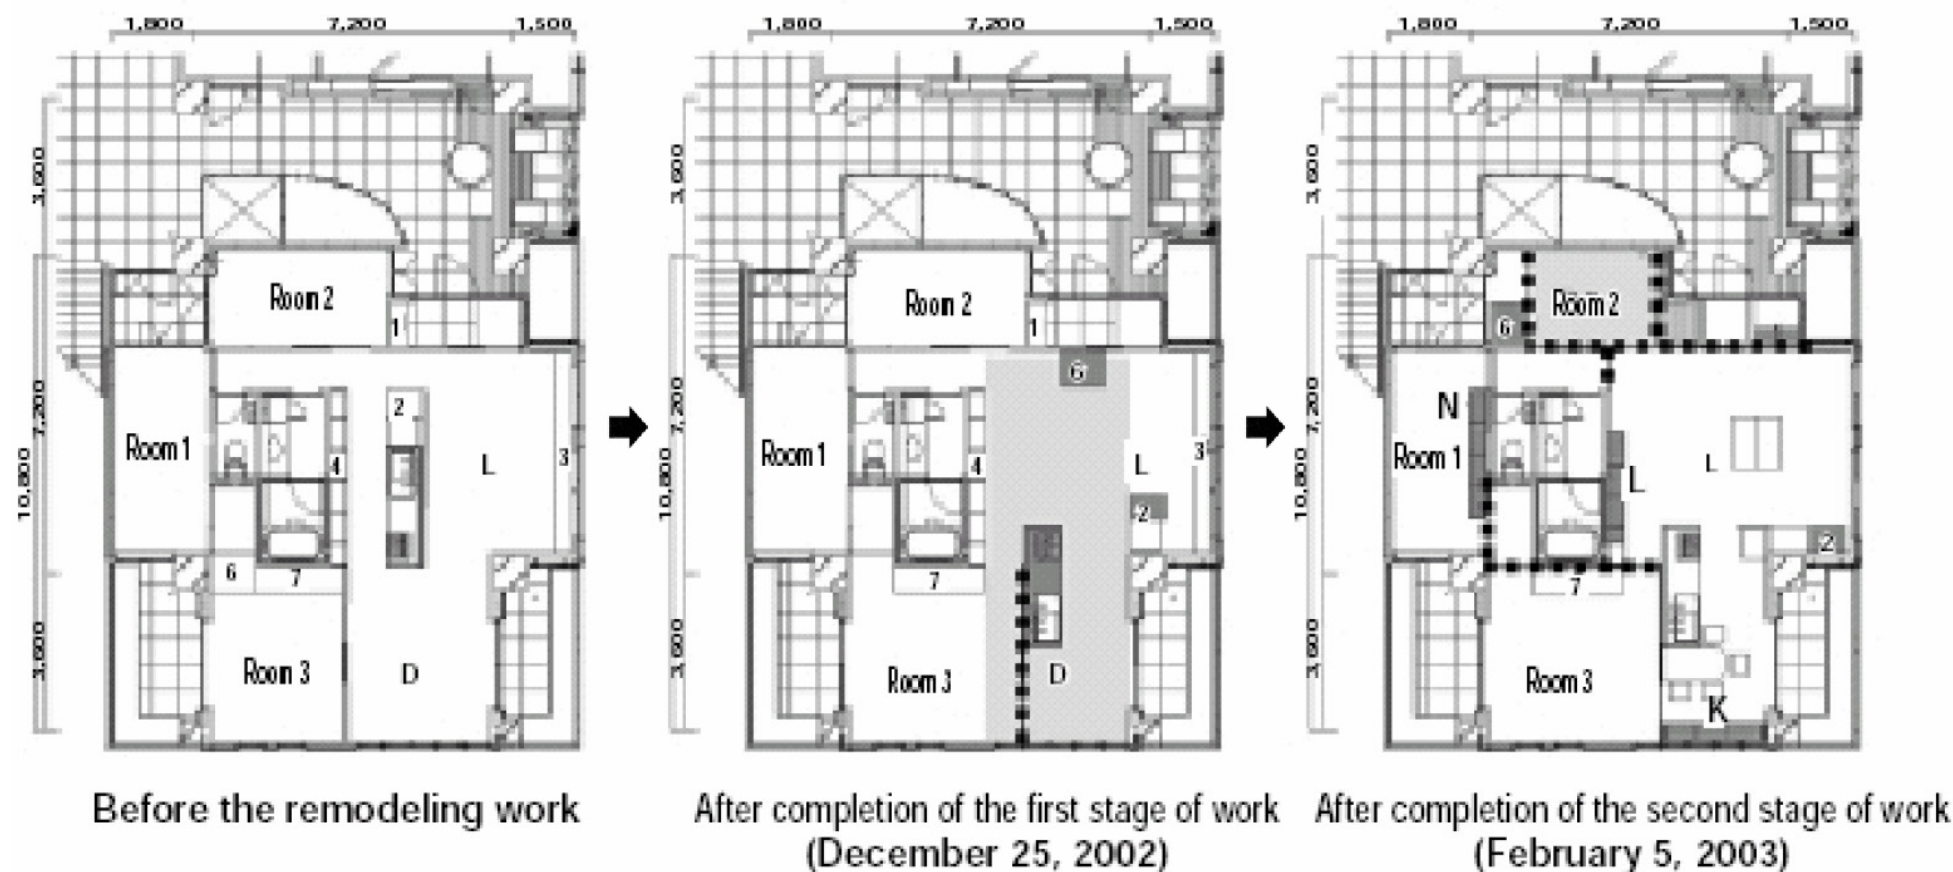 1,800 7,200 1,500
3,600
7,200
10,800
3,600
Room 2
1
2
Room 1
4
L
3
6
7
Room 3
D
Before the remodeling work
1,800 7,200 1,500
3,600
7,200
10,800
3,600
Room 2
1
6
Room 1
4
L
3
2
7
Room 3
D
After completion of the first stage of work
(December 25, 2002)
1,800 7,200 1,500
3,600
7,200
10,800
3,600
Room 2
6
N
Room 1
L
L
2
7
Room 3
K
After completion of the second stage of work
(February 5, 2003)